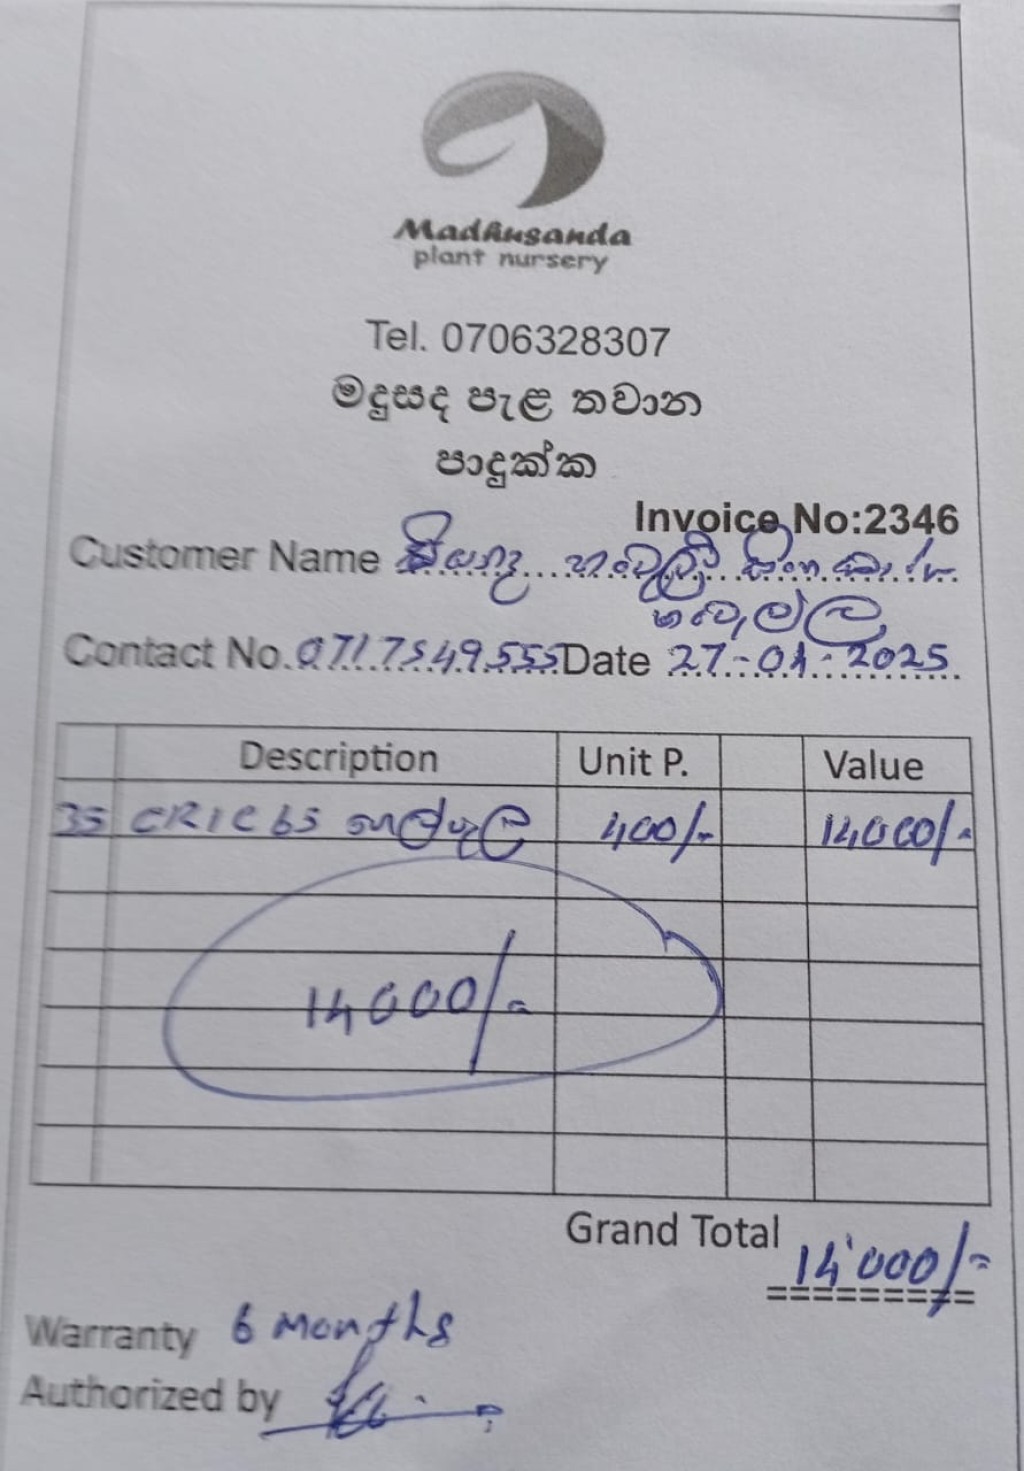 Madhusanda
plant nursery
Tel. 0706328307
මදුසද පැළ තවාන
පාදුක්ක
Invoice No:2346
Customer Name
හංවැල්ල
Contact No. 0717549555 Date 27-01-2025
Description Unit P. Value
35 CRIC 65 පොල් පැල 400/- 14000/-
14000/-
Grand Total 14'000/-
=========
Warranty 6 months
Authorized by